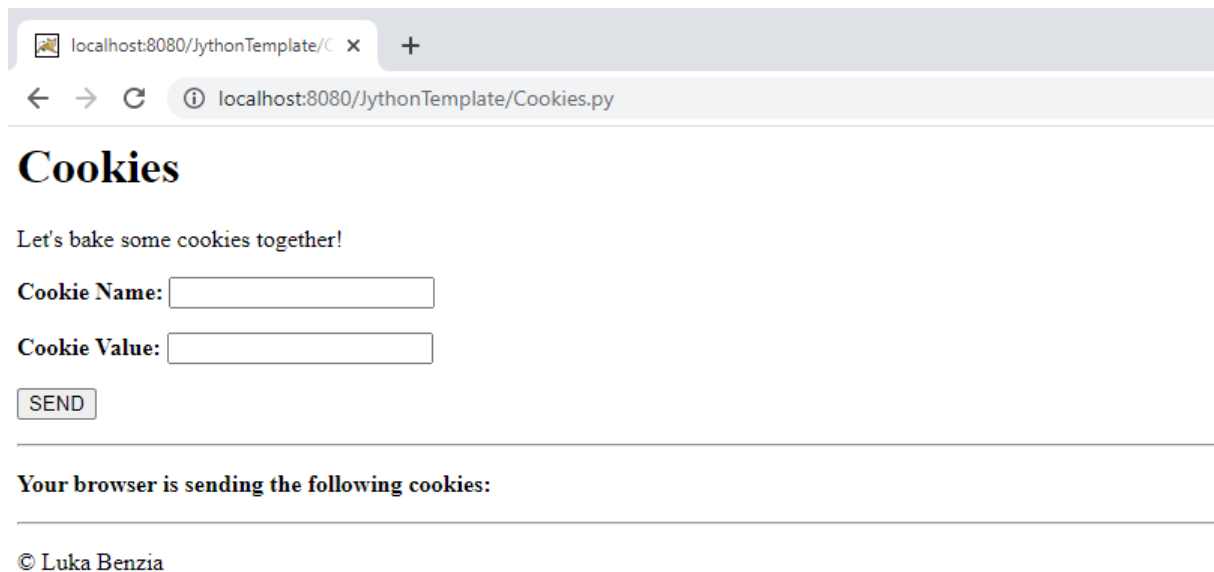 localhost:8080/JythonTemplate/C
localhost:8080/JythonTemplate/Cookies.py
Cookies
Let's bake some cookies together!
Cookie Name:
Cookie Value:
SEND
Your browser is sending the following cookies:
© Luka Benzia